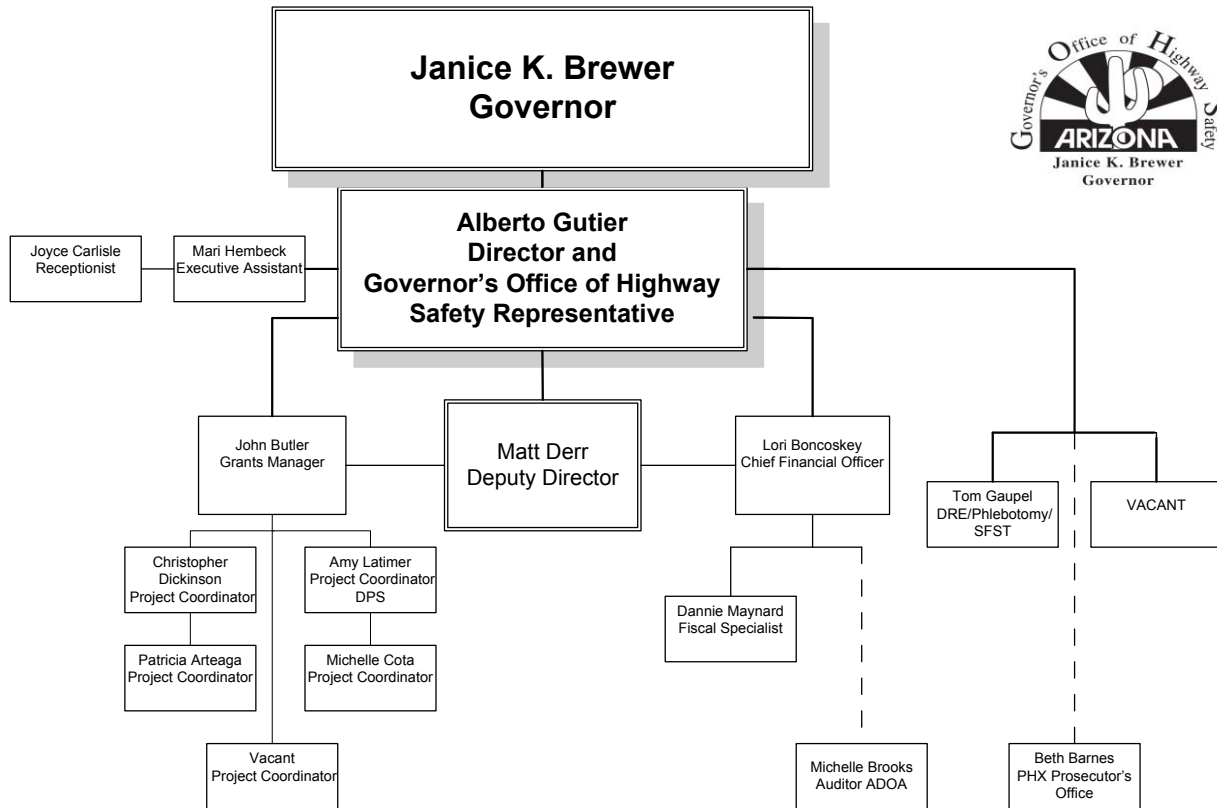 Janice K. Brewer
Governor
Governor's Office of Highway Safety
ARIZONA
Janice K. Brewer
Governor
Alberto Gutier
Director and
Governor's Office of Highway
Safety Representative
Joyce Carlisle
Receptionist
Mari Hembeck
Executive Assistant
John Butler
Grants Manager
Matt Derr
Deputy Director
Lori Boncoskey
Chief Financial Officer
Tom Gaupel
DRE/Phlebotomy/
SFST
VACANT
Christopher
Dickinson
Project Coordinator
Amy Latimer
Project Coordinator
DPS
Dannie Maynard
Fiscal Specialist
Patricia Arteaga
Project Coordinator
Michelle Cota
Project Coordinator
Vacant
Project Coordinator
Michelle Brooks
Auditor ADOA
Beth Barnes
PHX Prosecutor's
Office